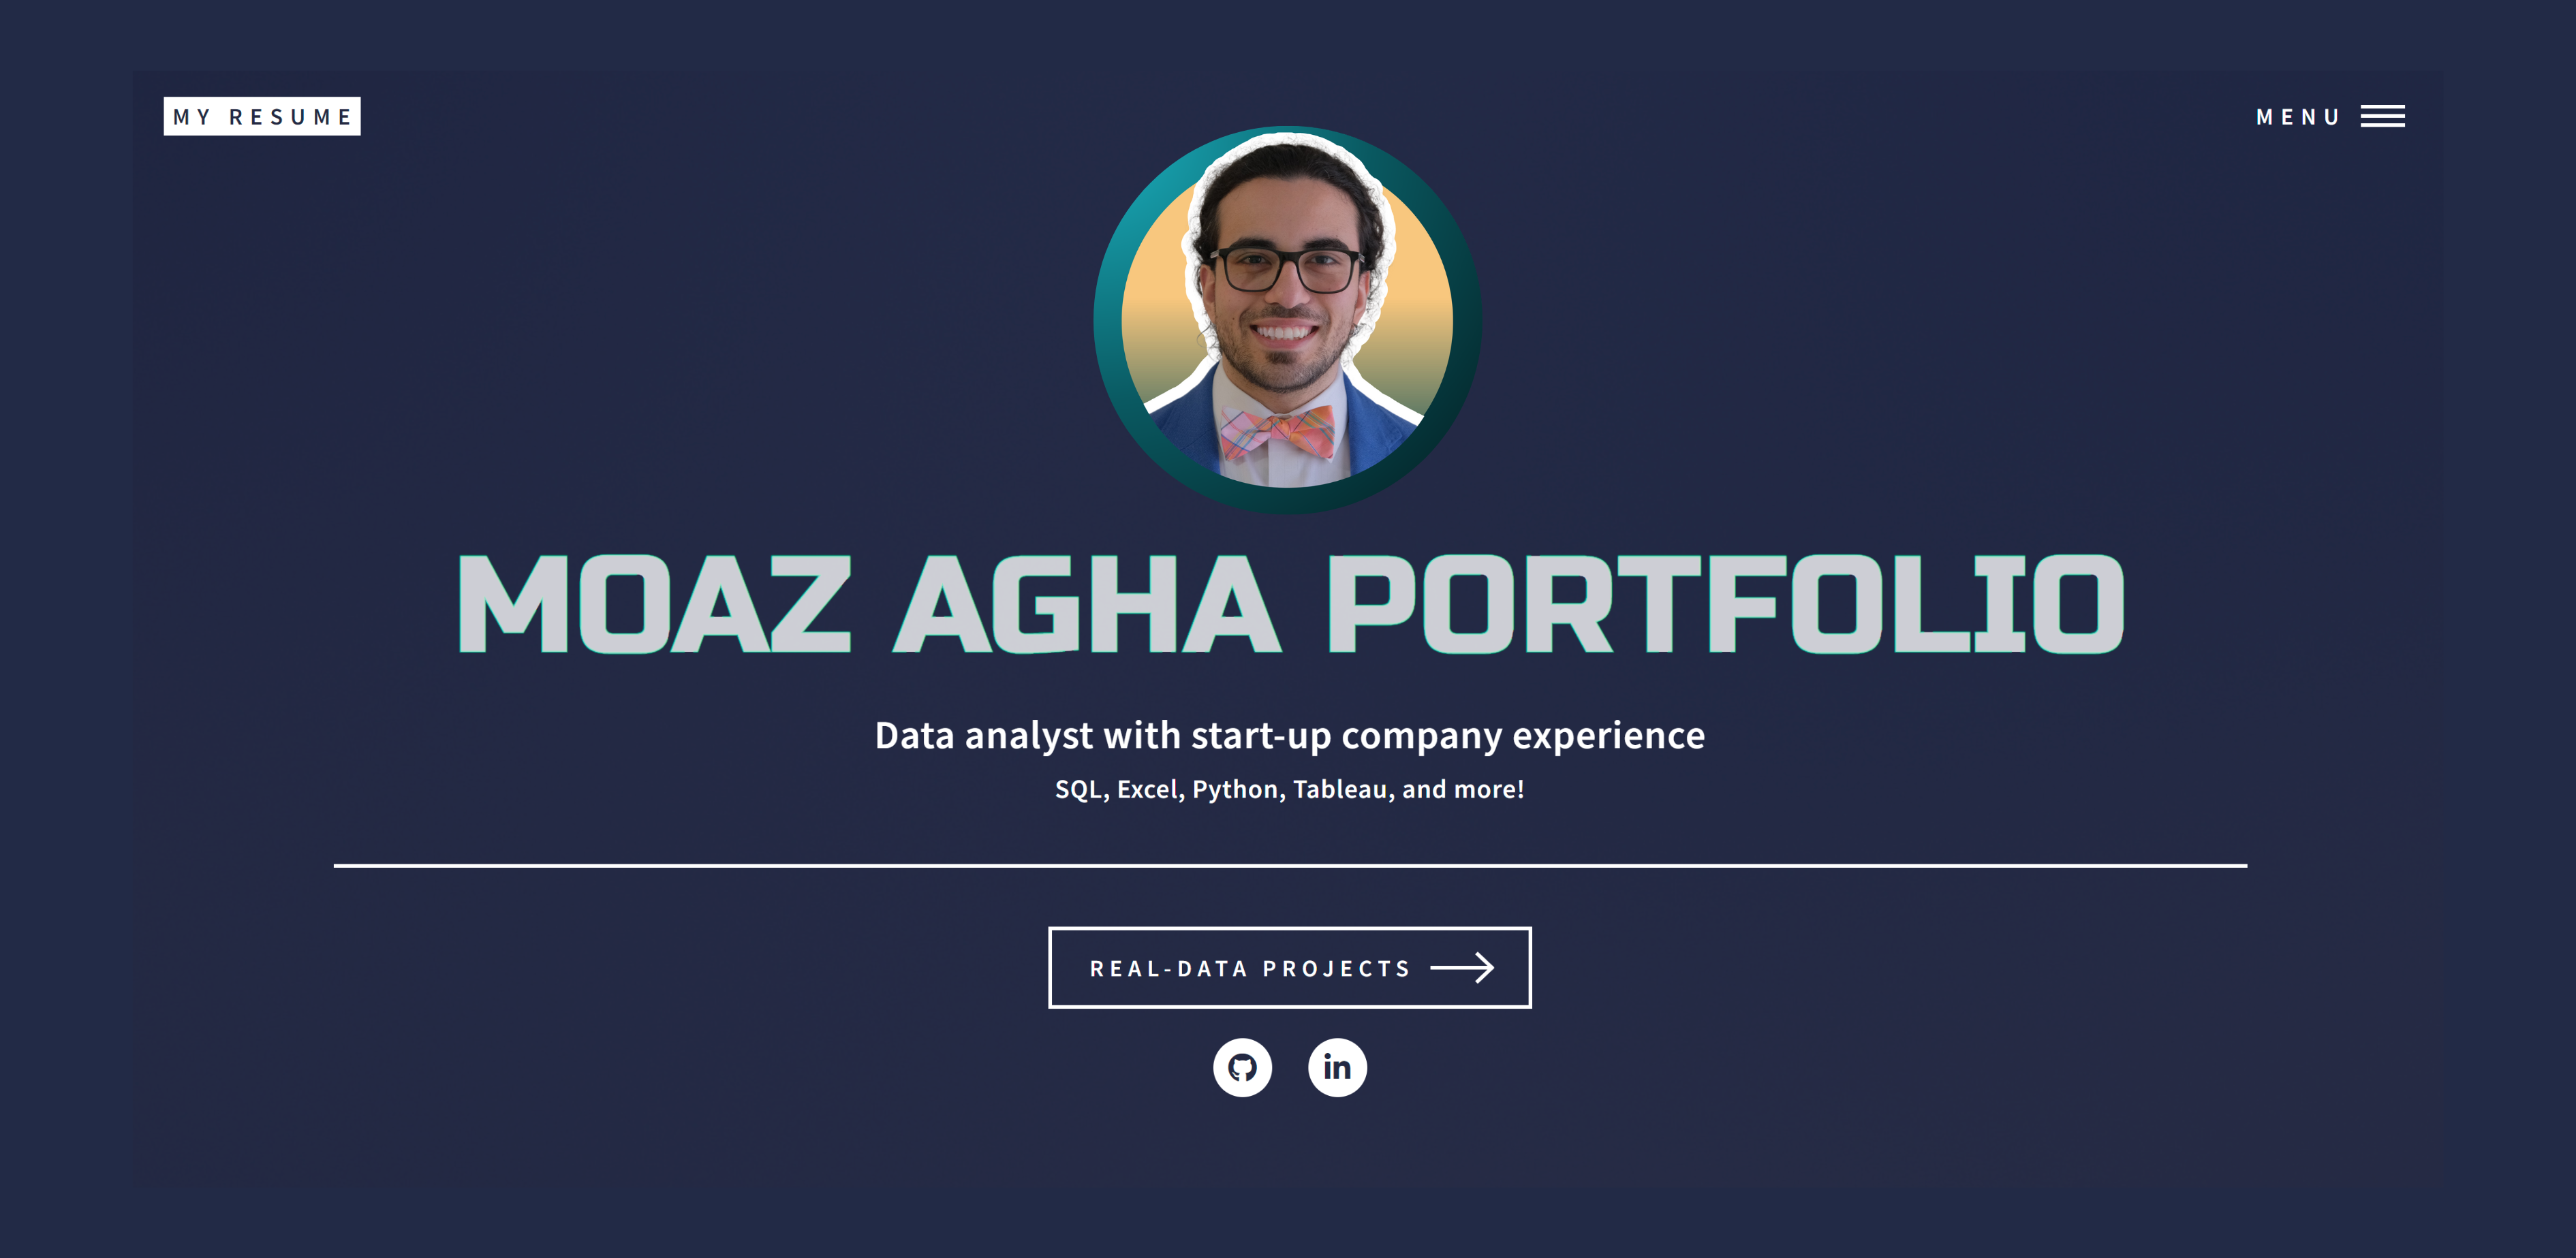 MY RESUME
MENU
MOAZ AGHA PORTFOLIO
Data analyst with start-up company experience
SQL, Excel, Python, Tableau, and more!
REAL-DATA PROJECTS
in